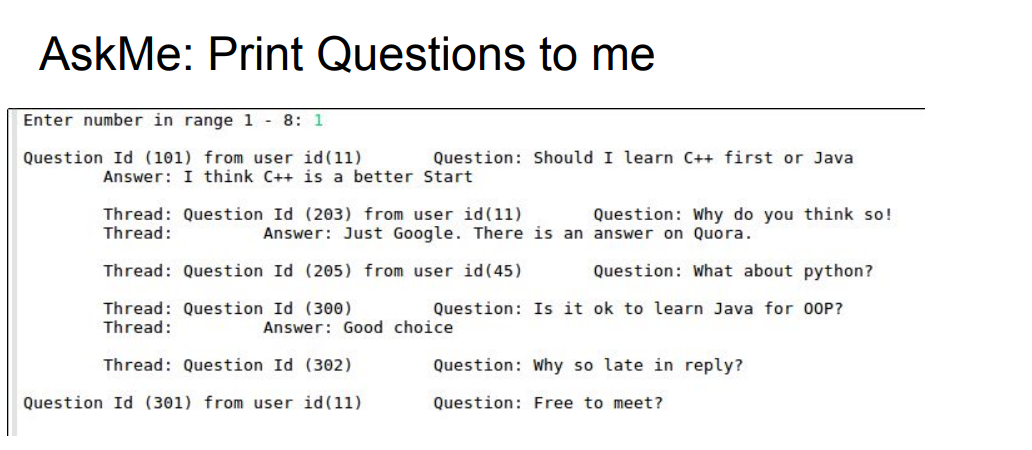 AskMe: Print Questions to me
Enter number in range 1 - 8: 1
Question Id (101) from user id(11) Question: Should I learn C++ first or Java
Answer: I think C++ is a better Start
Thread: Question Id (203) from user id(11) Question: Why do you think so!
Thread: Answer: Just Google. There is an answer on Quora.
Thread: Question Id (205) from user id(45) Question: What about python?
Thread: Question Id (300) Question: Is it ok to learn Java for OOP?
Thread: Answer: Good choice
Thread: Question Id (302) Question: Why so late in reply?
Question Id (301) from user id(11) Question: Free to meet?